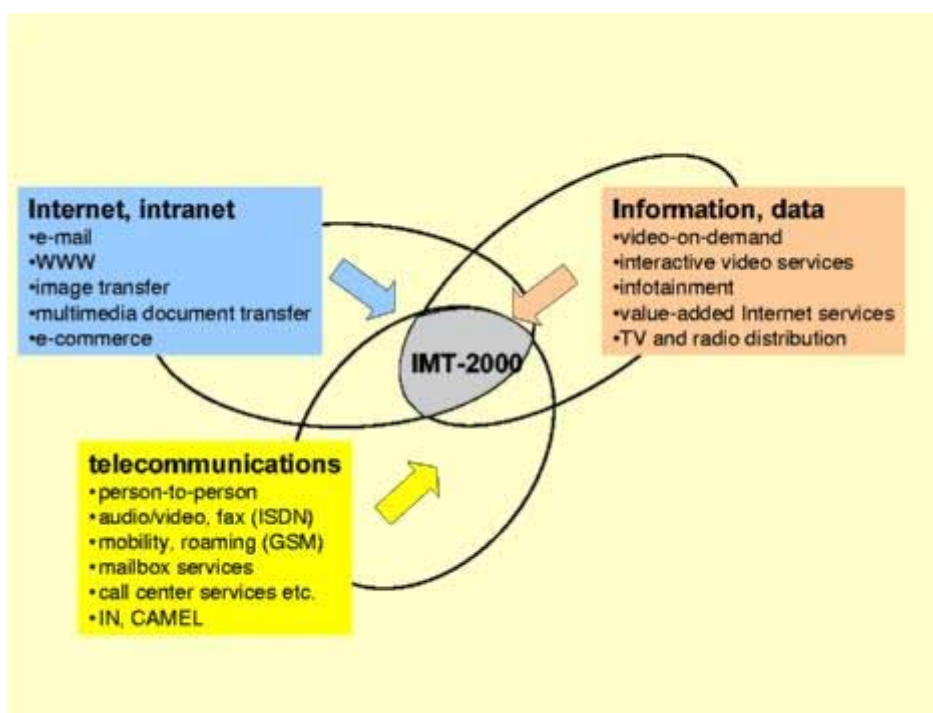 Internet, intranet
•e-mail
•WWW
•image transfer
•multimedia document transfer
•e-commerce
Information, data
•video-on-demand
•interactive video services
•infotainment
•value-added Internet services
•TV and radio distribution
IMT-2000
telecommunications
•person-to-person
•audio/video, fax (ISDN)
•mobility, roaming (GSM)
•mailbox services
•call center services etc.
•IN, CAMEL